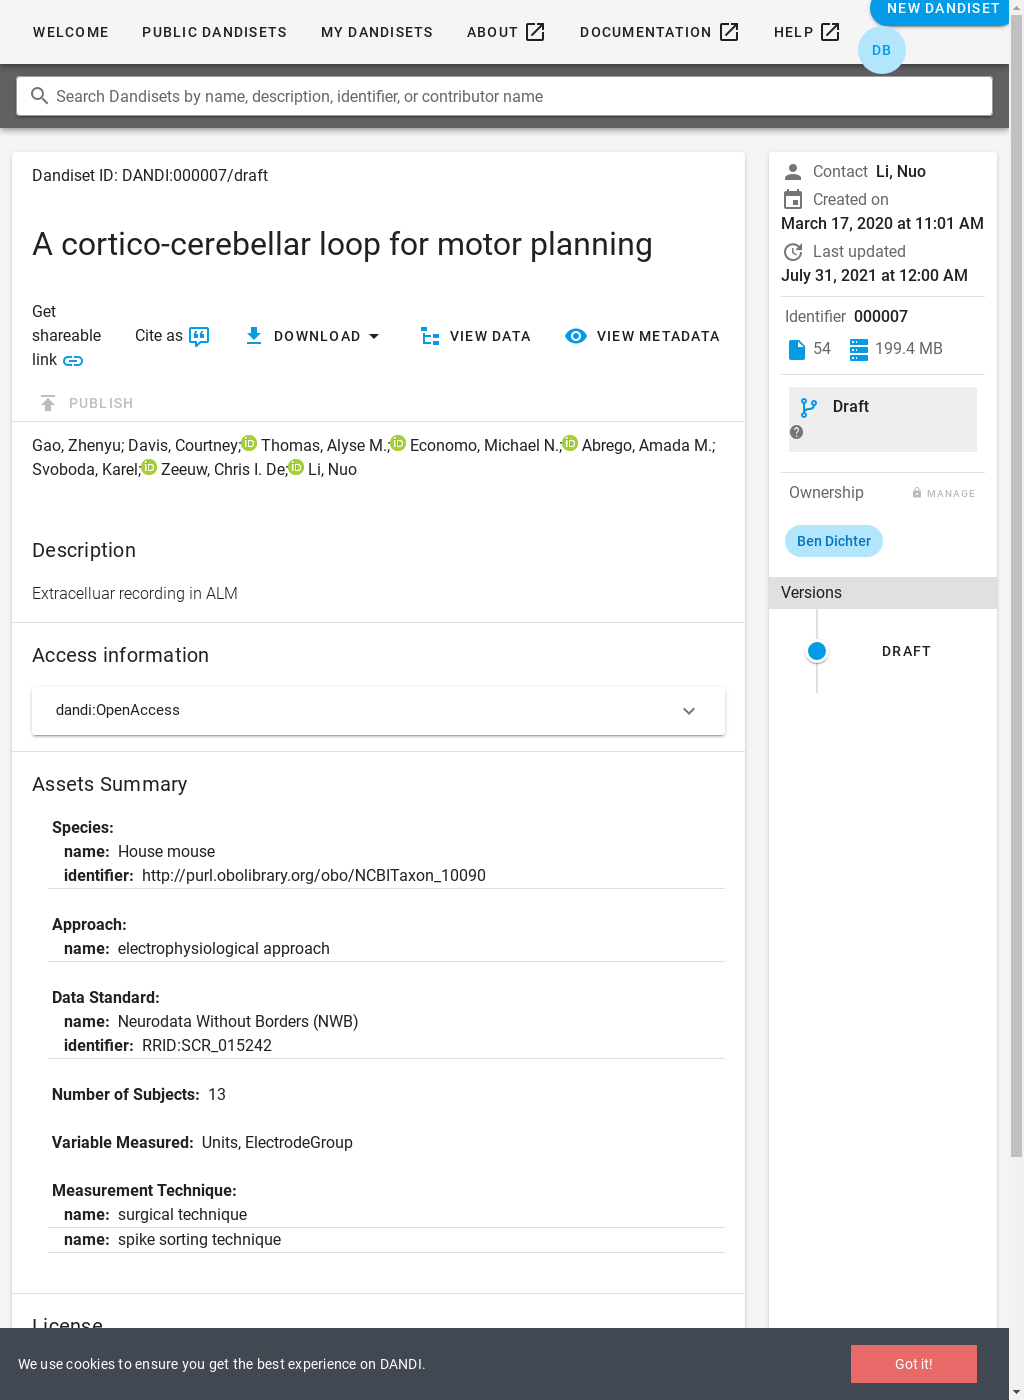 WELCOME PUBLIC DANDISETS MY DANDISETS ABOUT DOCUMENTATION HELP NEW DANDISET
DB
Search Dandisets by name, description, identifier, or contributor name
Dandiset ID: DANDI:000007/draft
A cortico-cerebellar loop for motor planning
Get
shareable
link
Cite as
DOWNLOAD
VIEW DATA
VIEW METADATA
PUBLISH
Gao, Zhenyu; Davis, Courtney; iD Thomas, Alyse M.; iD Economo, Michael N.; iD Abrego, Amada M.;
Svoboda, Karel; iD Zeeuw, Chris I. De; iD Li, Nuo
Description
Extracelluar recording in ALM
Access information
dandi:OpenAccess
Assets Summary
Species:
name: House mouse
identifier: http://purl.obolibrary.org/obo/NCBITaxon_10090
Approach:
name: electrophysiological approach
Data Standard:
name: Neurodata Without Borders (NWB)
identifier: RRID:SCR_015242
Number of Subjects: 13
Variable Measured: Units, ElectrodeGroup
Measurement Technique:
name: surgical technique
name: spike sorting technique
License
Contact Li, Nuo
Created on
March 17, 2020 at 11:01 AM
Last updated
July 31, 2021 at 12:00 AM
Identifier 000007
54 199.4 MB
Draft
Ownership MANAGE
Ben Dichter
Versions
DRAFT
We use cookies to ensure you get the best experience on DANDI.
Got it!